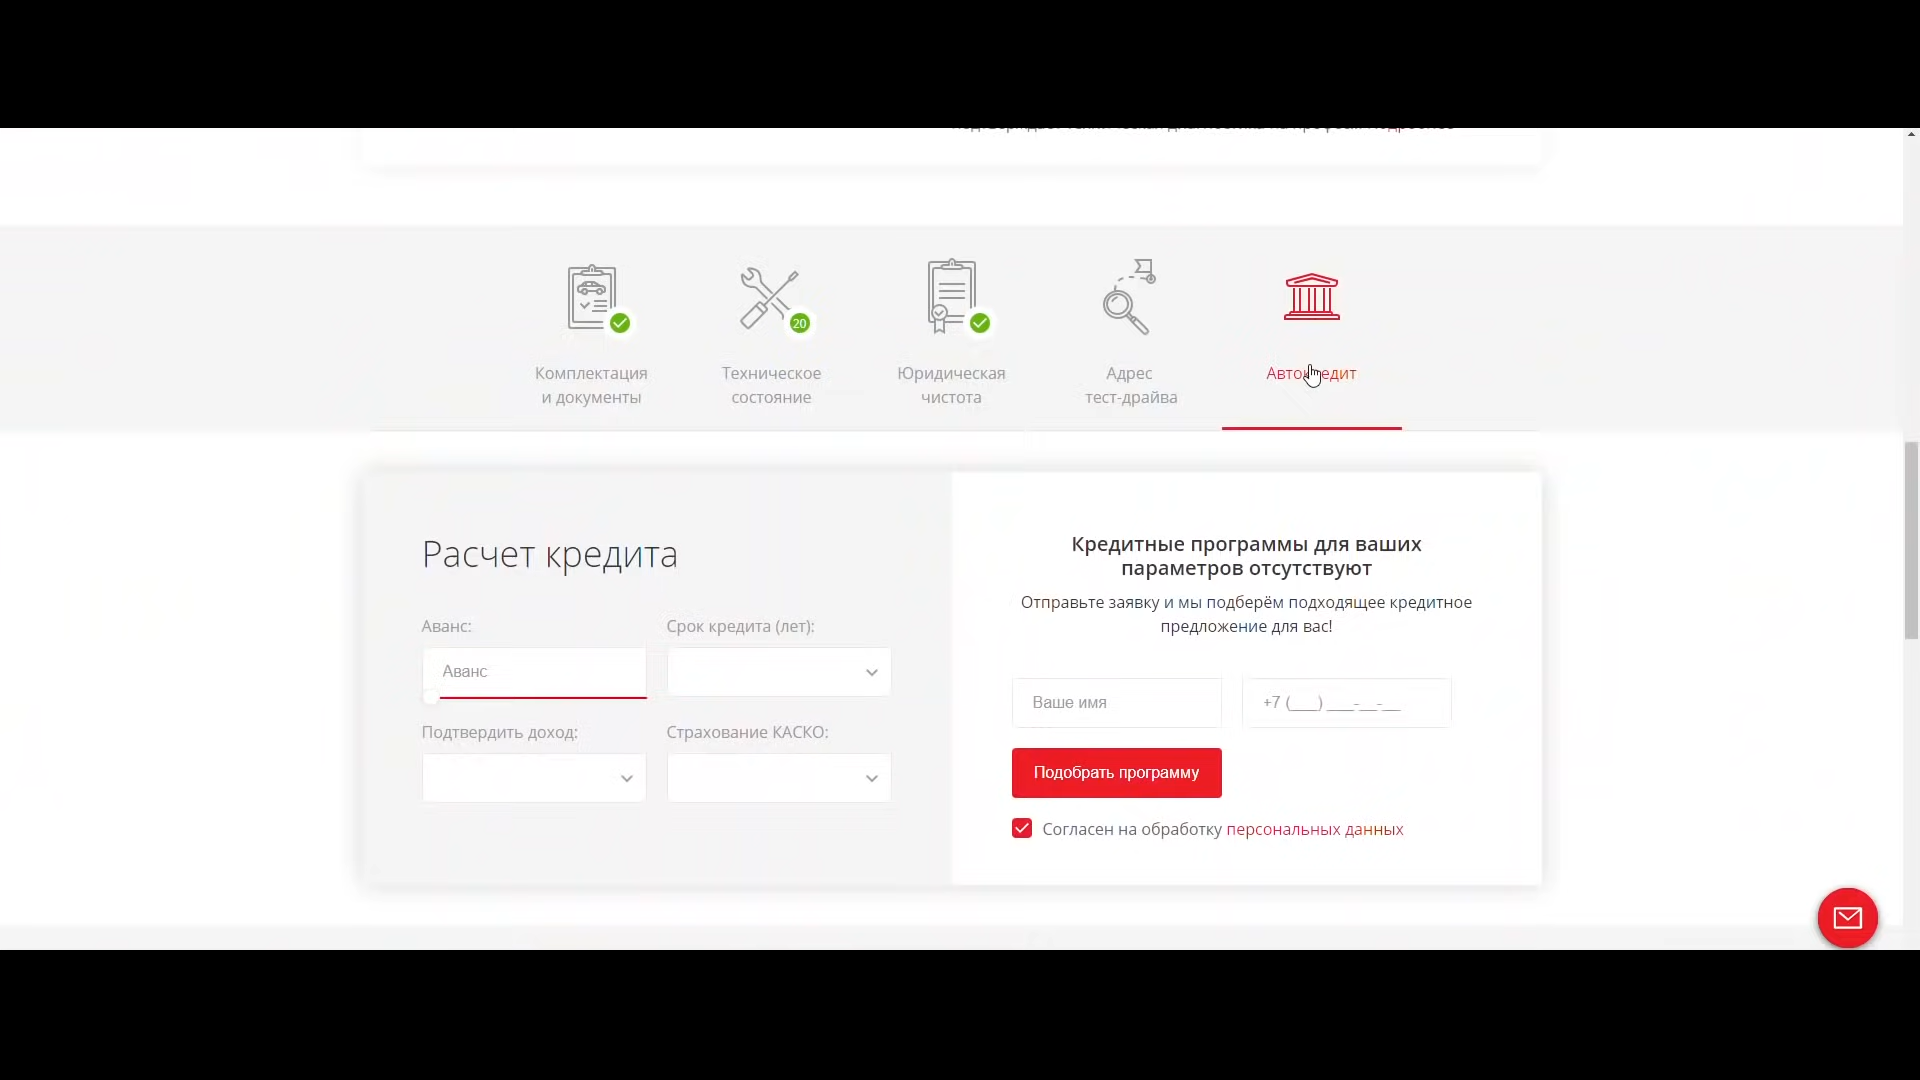 20
Комплектация
и документы
Техническое
состояние
Юридическая
чистота
Адрес
тест-драйва
Автокредит
Расчет кредита
Аванс:
Срок кредита (лет):
Аванс
Подтвердить доход:
Страхование КАСКО:
Кредитные программы для ваших
параметров отсутствуют
Отправьте заявку и мы подберём подходящее кредитное
предложение для вас!
Ваше имя
+7 (___) ___-__-__
Подобрать программу
Согласен на обработку персональных данных